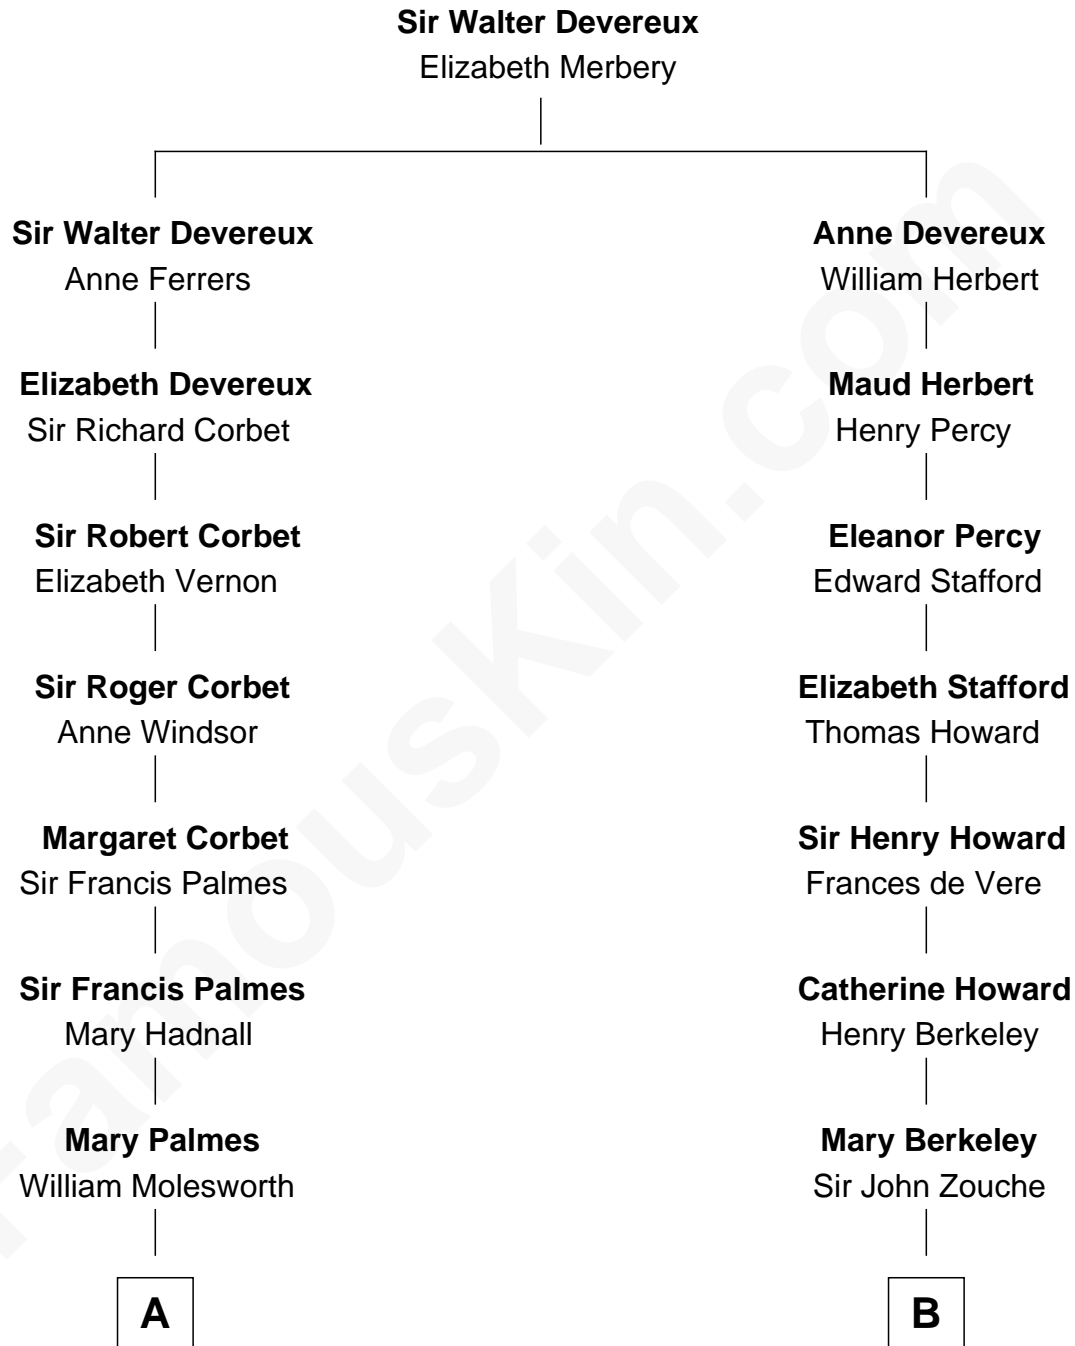 Sir Walter Devereux
Elizabeth Merbery
Sir Walter Devereux
Anne Ferrers
Elizabeth Devereux
Sir Richard Corbet
Sir Robert Corbet
Elizabeth Vernon
Sir Roger Corbet
Anne Windsor
Margaret Corbet
Sir Francis Palmes
Sir Francis Palmes
Mary Hadnall
Mary Palmes
William Molesworth
A
Anne Devereux
William Herbert
Maud Herbert
Henry Percy
Eleanor Percy
Edward Stafford
Elizabeth Stafford
Thomas Howard
Sir Henry Howard
Frances de Vere
Catherine Howard
Henry Berkeley
Mary Berkeley
Sir John Zouche
B
FamousKin.com